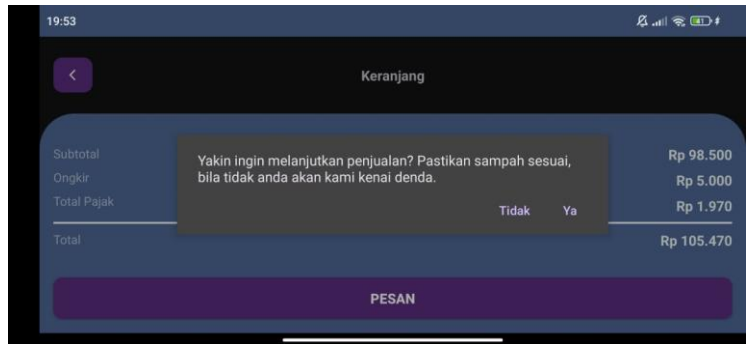 19:53
Keranjang
Subtotal Rp 98.500
Ongkir Rp 5.000
Total Pajak Rp 1.970
Total Rp 105.470
Yakin ingin melanjutkan penjualan? Pastikan sampah sesuai,
bila tidak anda akan kami kenai denda.
Tidak Ya
PESAN